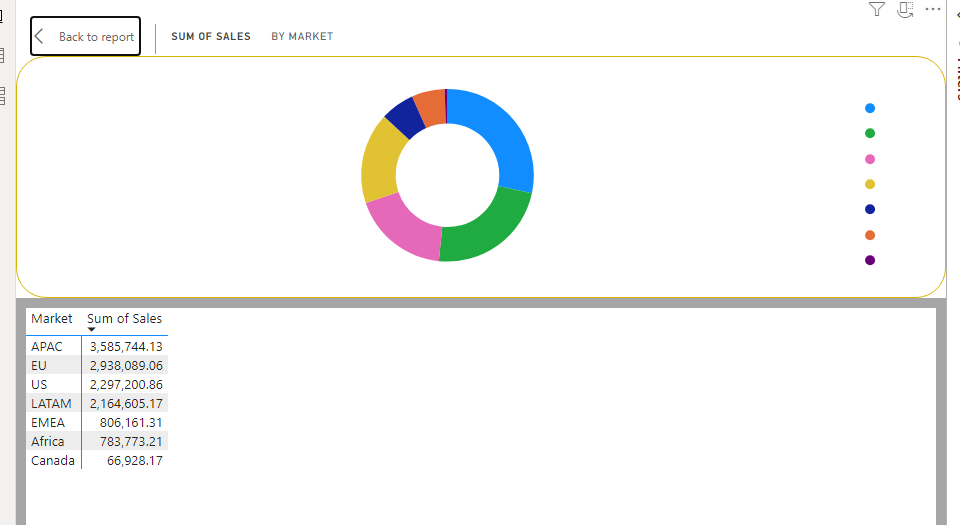 Back to report
SUM OF SALES BY MARKET
Market Sum of Sales
APAC 3,585,744.13
EU 2,938,089.06
US 2,297,200.86
LATAM 2,164,605.17
EMEA 806,161.31
Africa 783,773.21
Canada 66,928.17